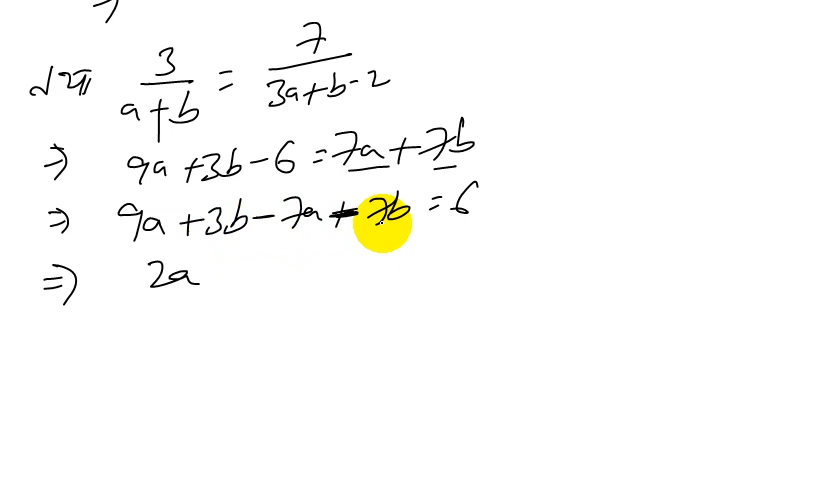 ⇒
3/(a+b) = 7/(3a+b-2)
⇒ 9a+3b-6=7a+7b
⇒ 9a+3b-7a-7b=6
⇒ 2a